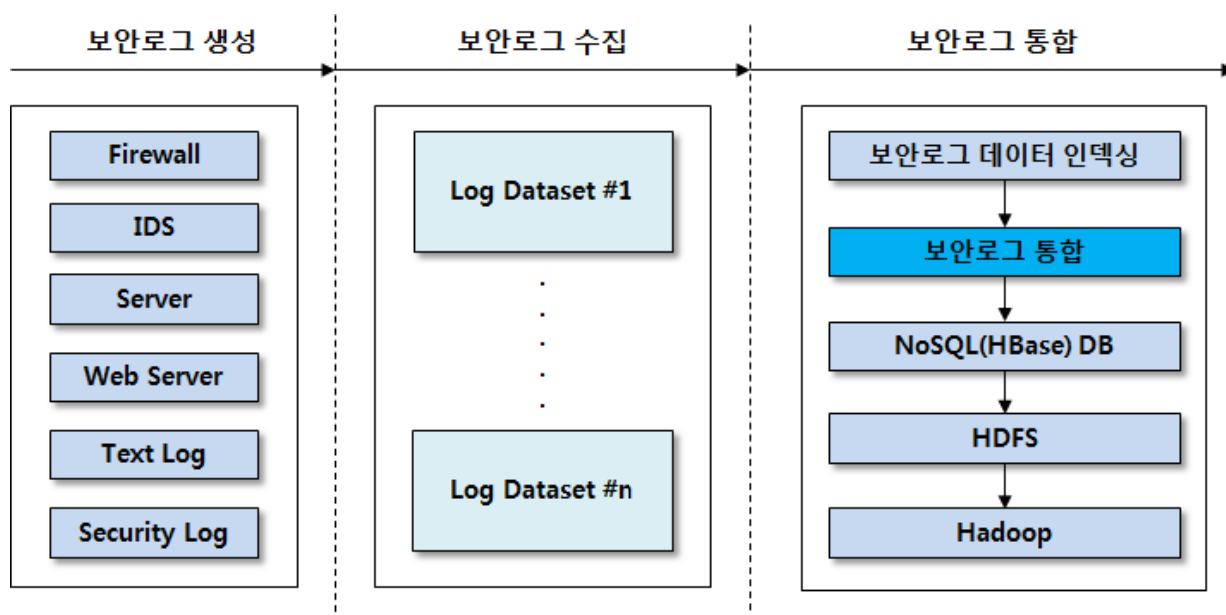 보안로그 생성
보안로그 수집
보안로그 통합
Firewall
IDS
Server
Web Server
Text Log
Security Log
Log Dataset #1
Log Dataset #n
보안로그 데이터 인덱싱
보안로그 통합
NoSQL(HBase) DB
HDFS
Hadoop